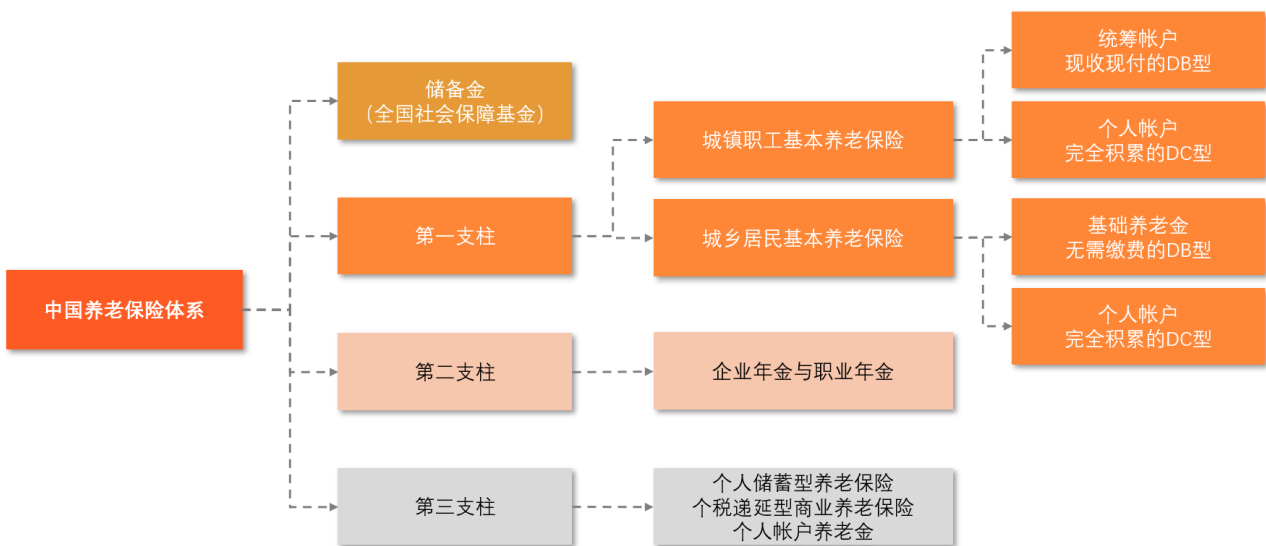 中国养老保险体系
储备金
（全国社会保障基金）
第一支柱
第二支柱
第三支柱
城镇职工基本养老保险
城乡居民基本养老保险
企业年金与职业年金
个人储蓄型养老保险
个税递延型商业养老保险
个人帐户养老金
统筹帐户
现收现付的DB型
个人帐户
完全积累的DC型
基础养老金
无需缴费的DB型
个人帐户
完全积累的DC型